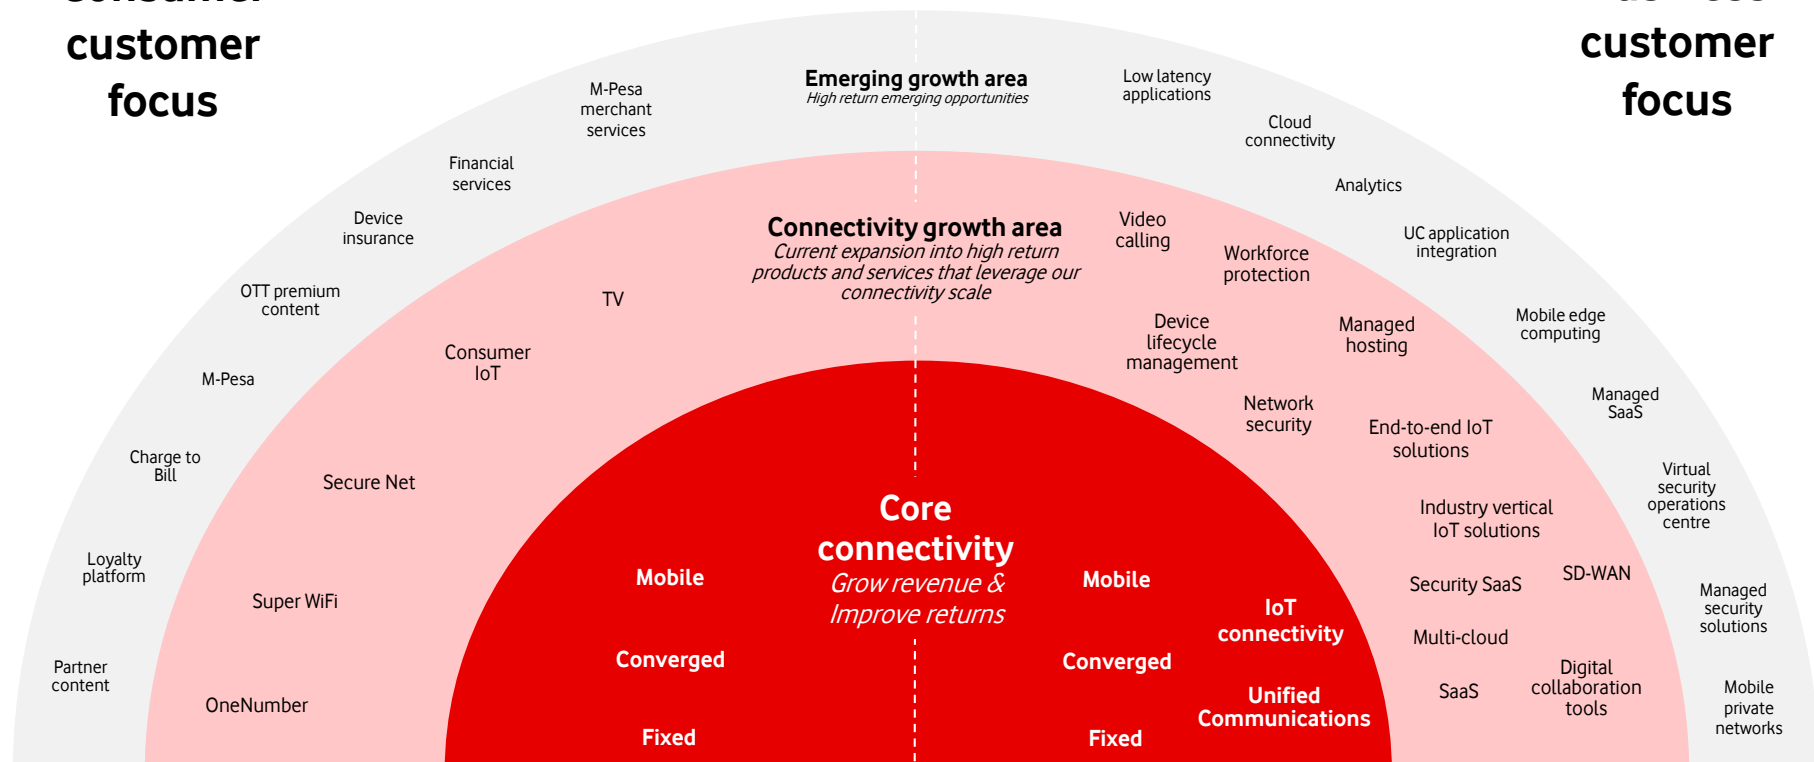 customer
focus
customer
focus
Emerging growth area
High return emerging opportunities
M-Pesa
merchant
services
Financial
services
Device
insurance
OTT premium
content
M-Pesa
Charge to
Bill
Loyalty
platform
Partner
content
Low latency
applications
Cloud
connectivity
Analytics
UC application
integration
Mobile edge
computing
Managed
SaaS
Virtual
security
operations
centre
Managed
security
solutions
Mobile
private
networks
Connectivity growth area
Current expansion into high return
products and services that leverage our
connectivity scale
TV
Consumer
IoT
Secure Net
Super WiFi
OneNumber
Video
calling
Workforce
protection
Device
lifecycle
management
Managed
hosting
Network
security
End-to-end IoT
solutions
Industry vertical
IoT solutions
Security SaaS
SD-WAN
Multi-cloud
SaaS
Digital
collaboration
tools
Core
connectivity
Grow revenue &
Improve returns
Mobile
Converged
Fixed
Mobile
Converged
Fixed
IoT
connectivity
Unified
Communications